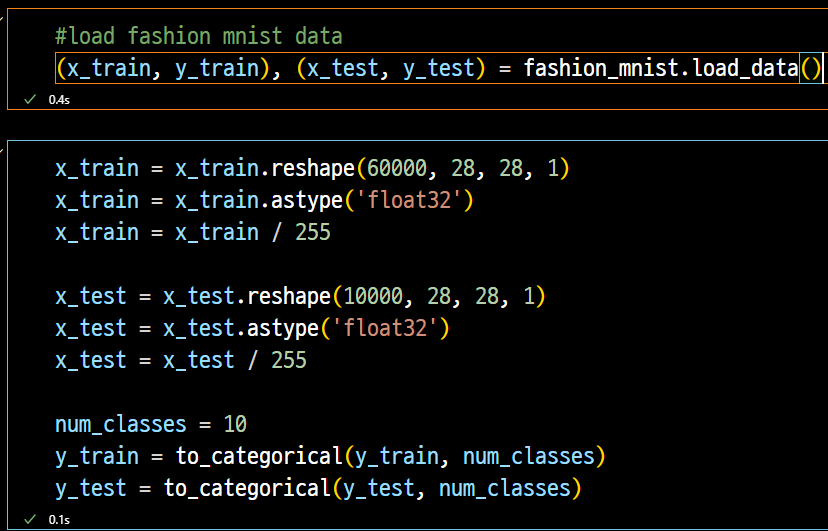 #load fashion mnist data
(x_train, y_train), (x_test, y_test) = fashion_mnist.load_data()
0.4s
x_train = x_train.reshape(60000, 28, 28, 1)
x_train = x_train.astype('float32')
x_train = x_train / 255
x_test = x_test.reshape(10000, 28, 28, 1)
x_test = x_test.astype('float32')
x_test = x_test / 255
num_classes = 10
y_train = to_categorical(y_train, num_classes)
y_test = to_categorical(y_test, num_classes)
0.1s